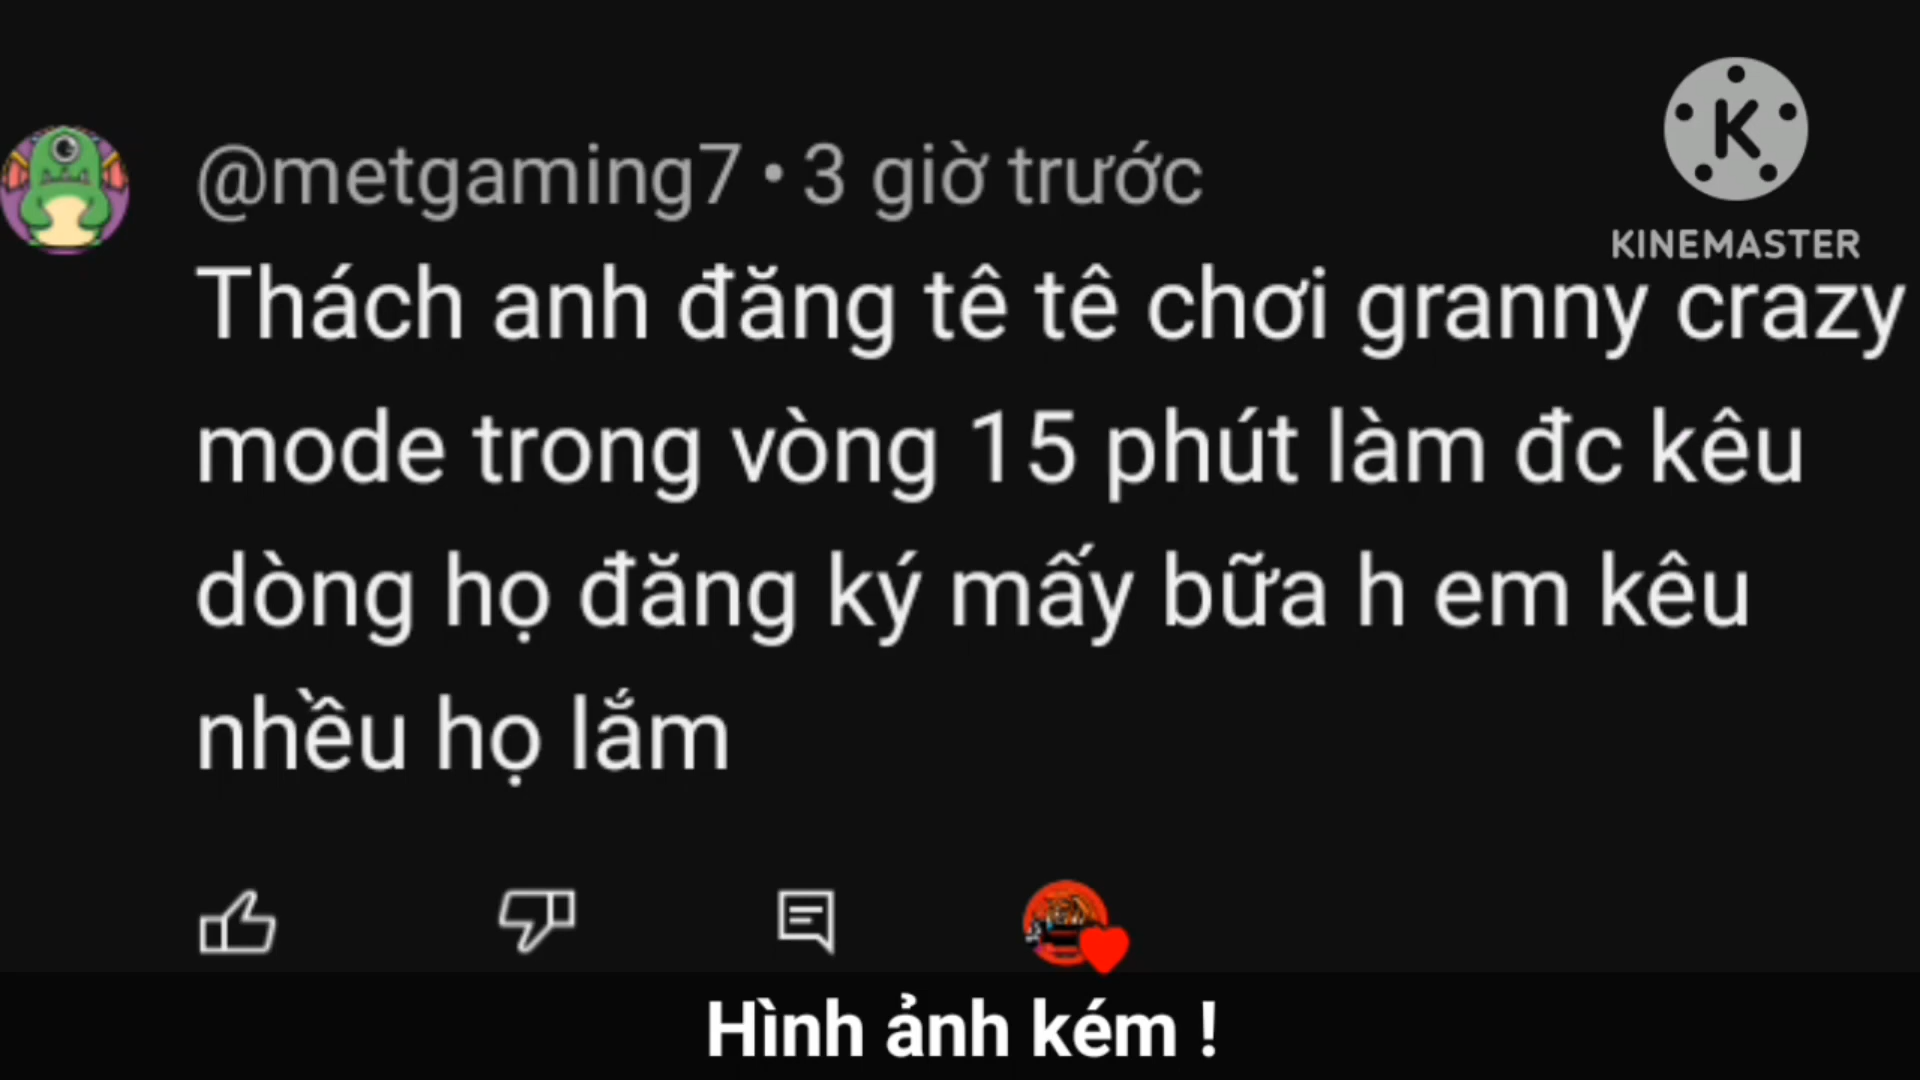 KINEMASTER
@metgaming7 • 3 giờ trước
Thách anh đăng tê tê chơi granny crazy
mode trong vòng 15 phút làm đc kêu
dòng họ đăng ký mấy bữa h em kêu
nhều họ lắm
Hình ảnh kém !